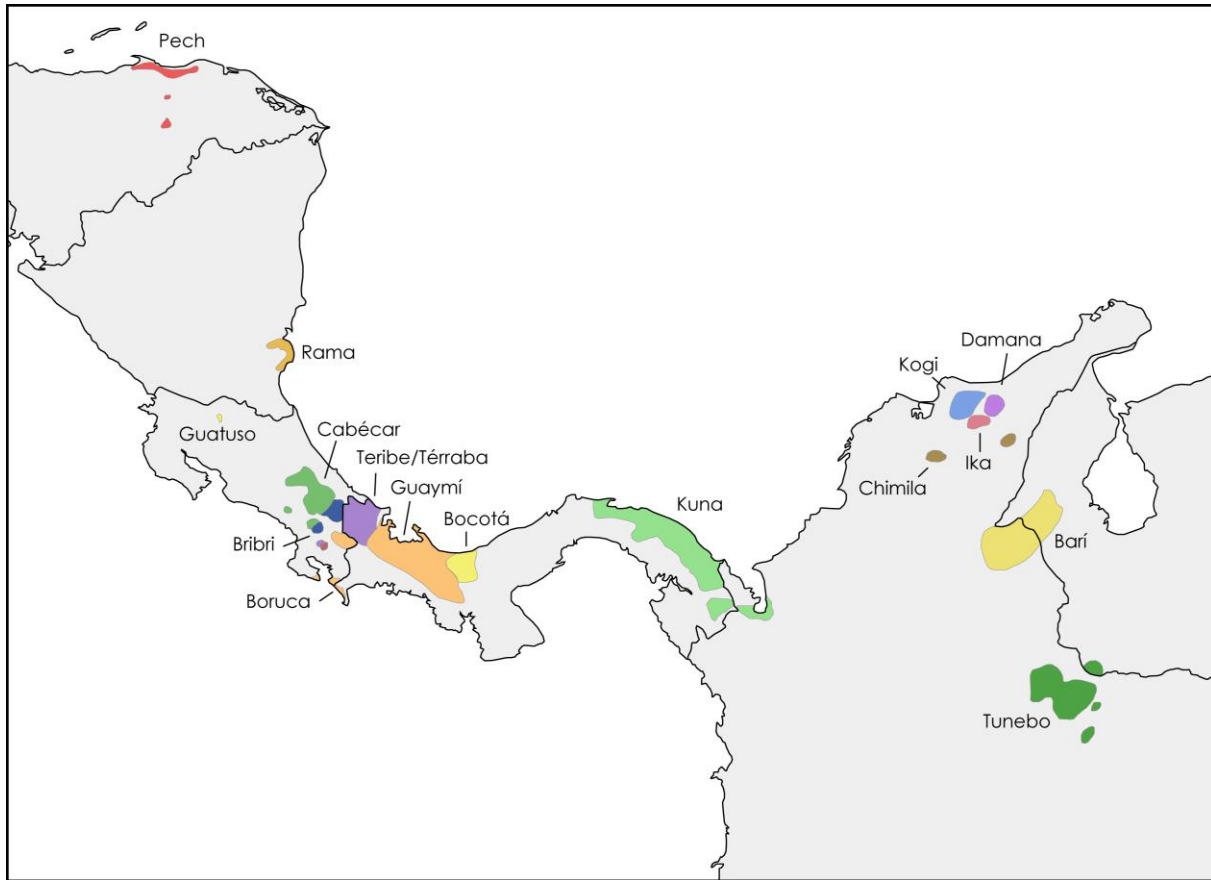 Pech
Rama
Guatuso
Cabécar
Teribe/Térraba
Guaymí
Bocotá
Bribri
Boruca
Kuna
Damana
Kogi
Ika
Chimila
Barí
Tunebo